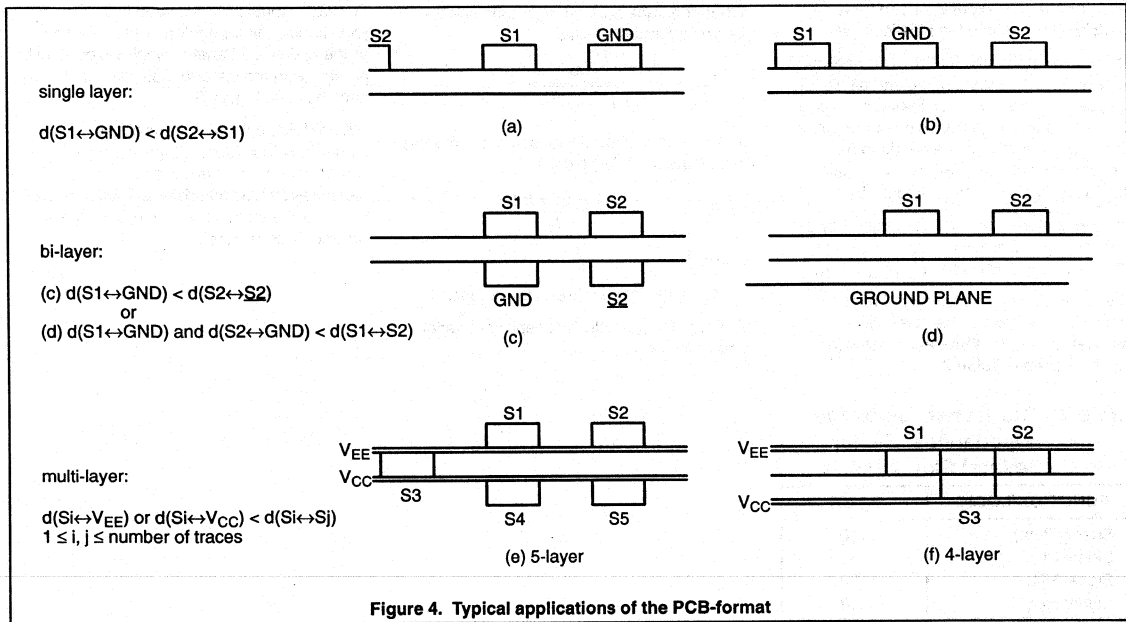 S2 S1 GND
S1 GND S2
single layer:
d(S1↔GND) < d(S2↔S1)
(a)
(b)
S1 S2
S1 S2
bi-layer:
(c) d(S1↔GND) < d(S2↔S2)
or
(d) d(S1↔GND) and d(S2↔GND) < d(S1↔S2)
GND S2
GROUND PLANE
(c)
(d)
S1 S2
S1 S2
VEE
VCC
S3
VEE
VCC
S3
multi-layer:
d(Si↔VEE) or d(Si↔VCC) < d(Si↔Sj)
1 ≤ i, j ≤ number of traces
S4 S5
(e) 5-layer
(f) 4-layer
Figure 4. Typical applications of the PCB-format